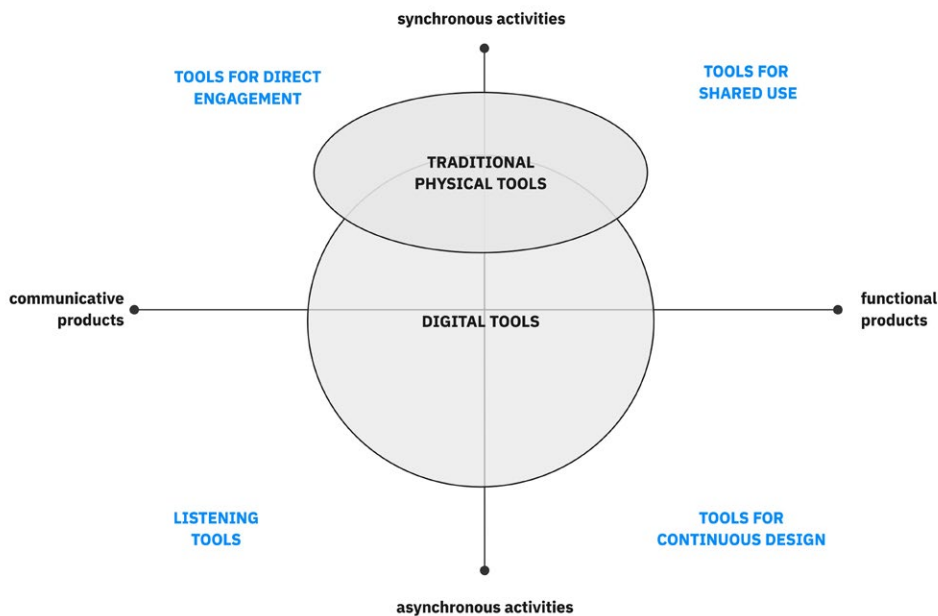 synchronous activities
TOOLS FOR DIRECT
ENGAGEMENT
TOOLS FOR
SHARED USE
TRADITIONAL
PHYSICAL TOOLS
communicative
products
functional
products
DIGITAL TOOLS
LISTENING
TOOLS
TOOLS FOR
CONTINUOUS DESIGN
asynchronous activities